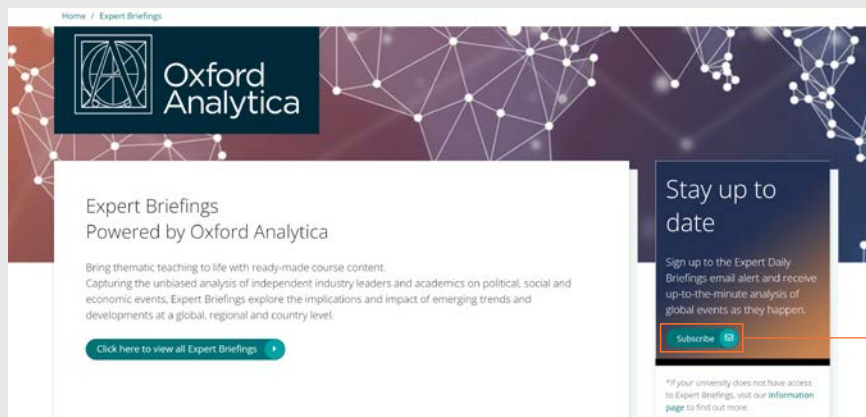 Home / Expert Briefings
Oxford
Analytica
Expert Briefings
Powered by Oxford Analytica
Bring thematic teaching to life with ready-made course content.
Capturing the unbiased analysis of independent industry leaders and academics on political, social and
economic events, Expert Briefings explore the implications and impact of emerging trends and
developments at a global, regional and country level.
Click here to view all Expert Briefings
Stay up to
date
Sign up to the Expert Daily
Briefings email alert and receive
up-to-the-minute analysis of
global events as they happen.
Subscribe
*If your university does not have access
to Expert Briefings, visit our information
page to find out more.